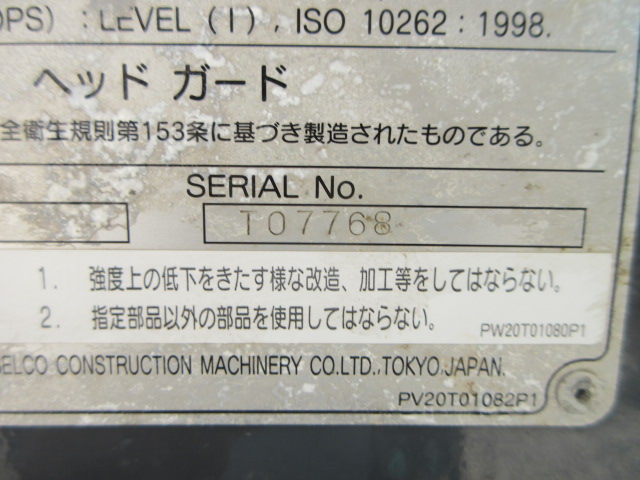 OPS) : LEVEL (I), ISO 10262 : 1998.
ヘッド ガード
全衛生規則第153条に基づき製造されたものである。
SERIAL No.
T07768
1. 強度上の低下をきたす様な改造、加工等をしてはならない。
2. 指定部品以外の部品を使用してはならない。
PW20T01080P1
BELCO CONSTRUCTION MACHINERY CO.LTD.,TOKYO.JAPAN.
PV20T01082P1